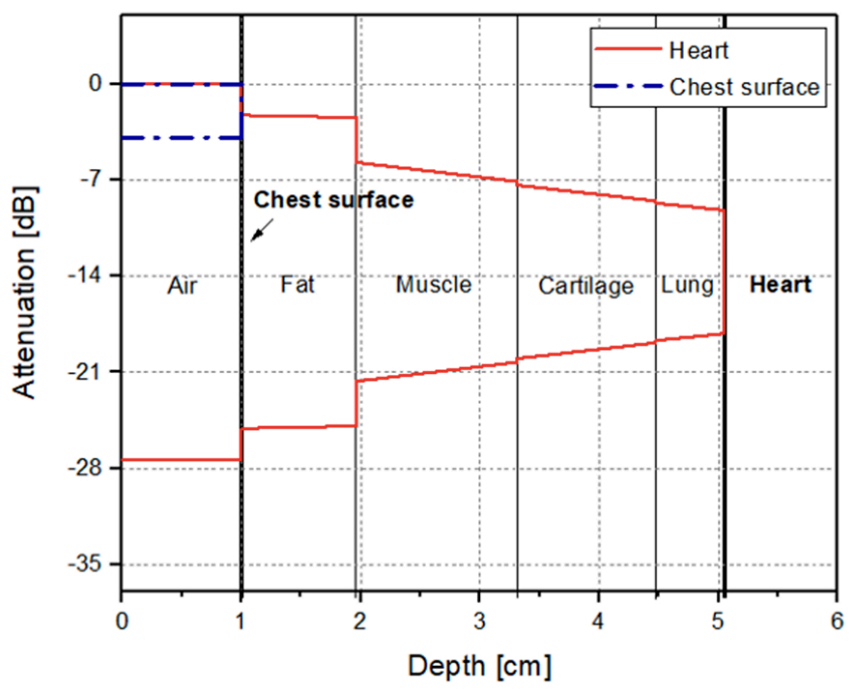 Heart
Chest surface
0
-7
-14
-21
-28
-35
Attenuation [dB]
Chest surface
Air
Fat
Muscle
Cartilage
Lung
Heart
0 1 2 3 4 5 6
Depth [cm]